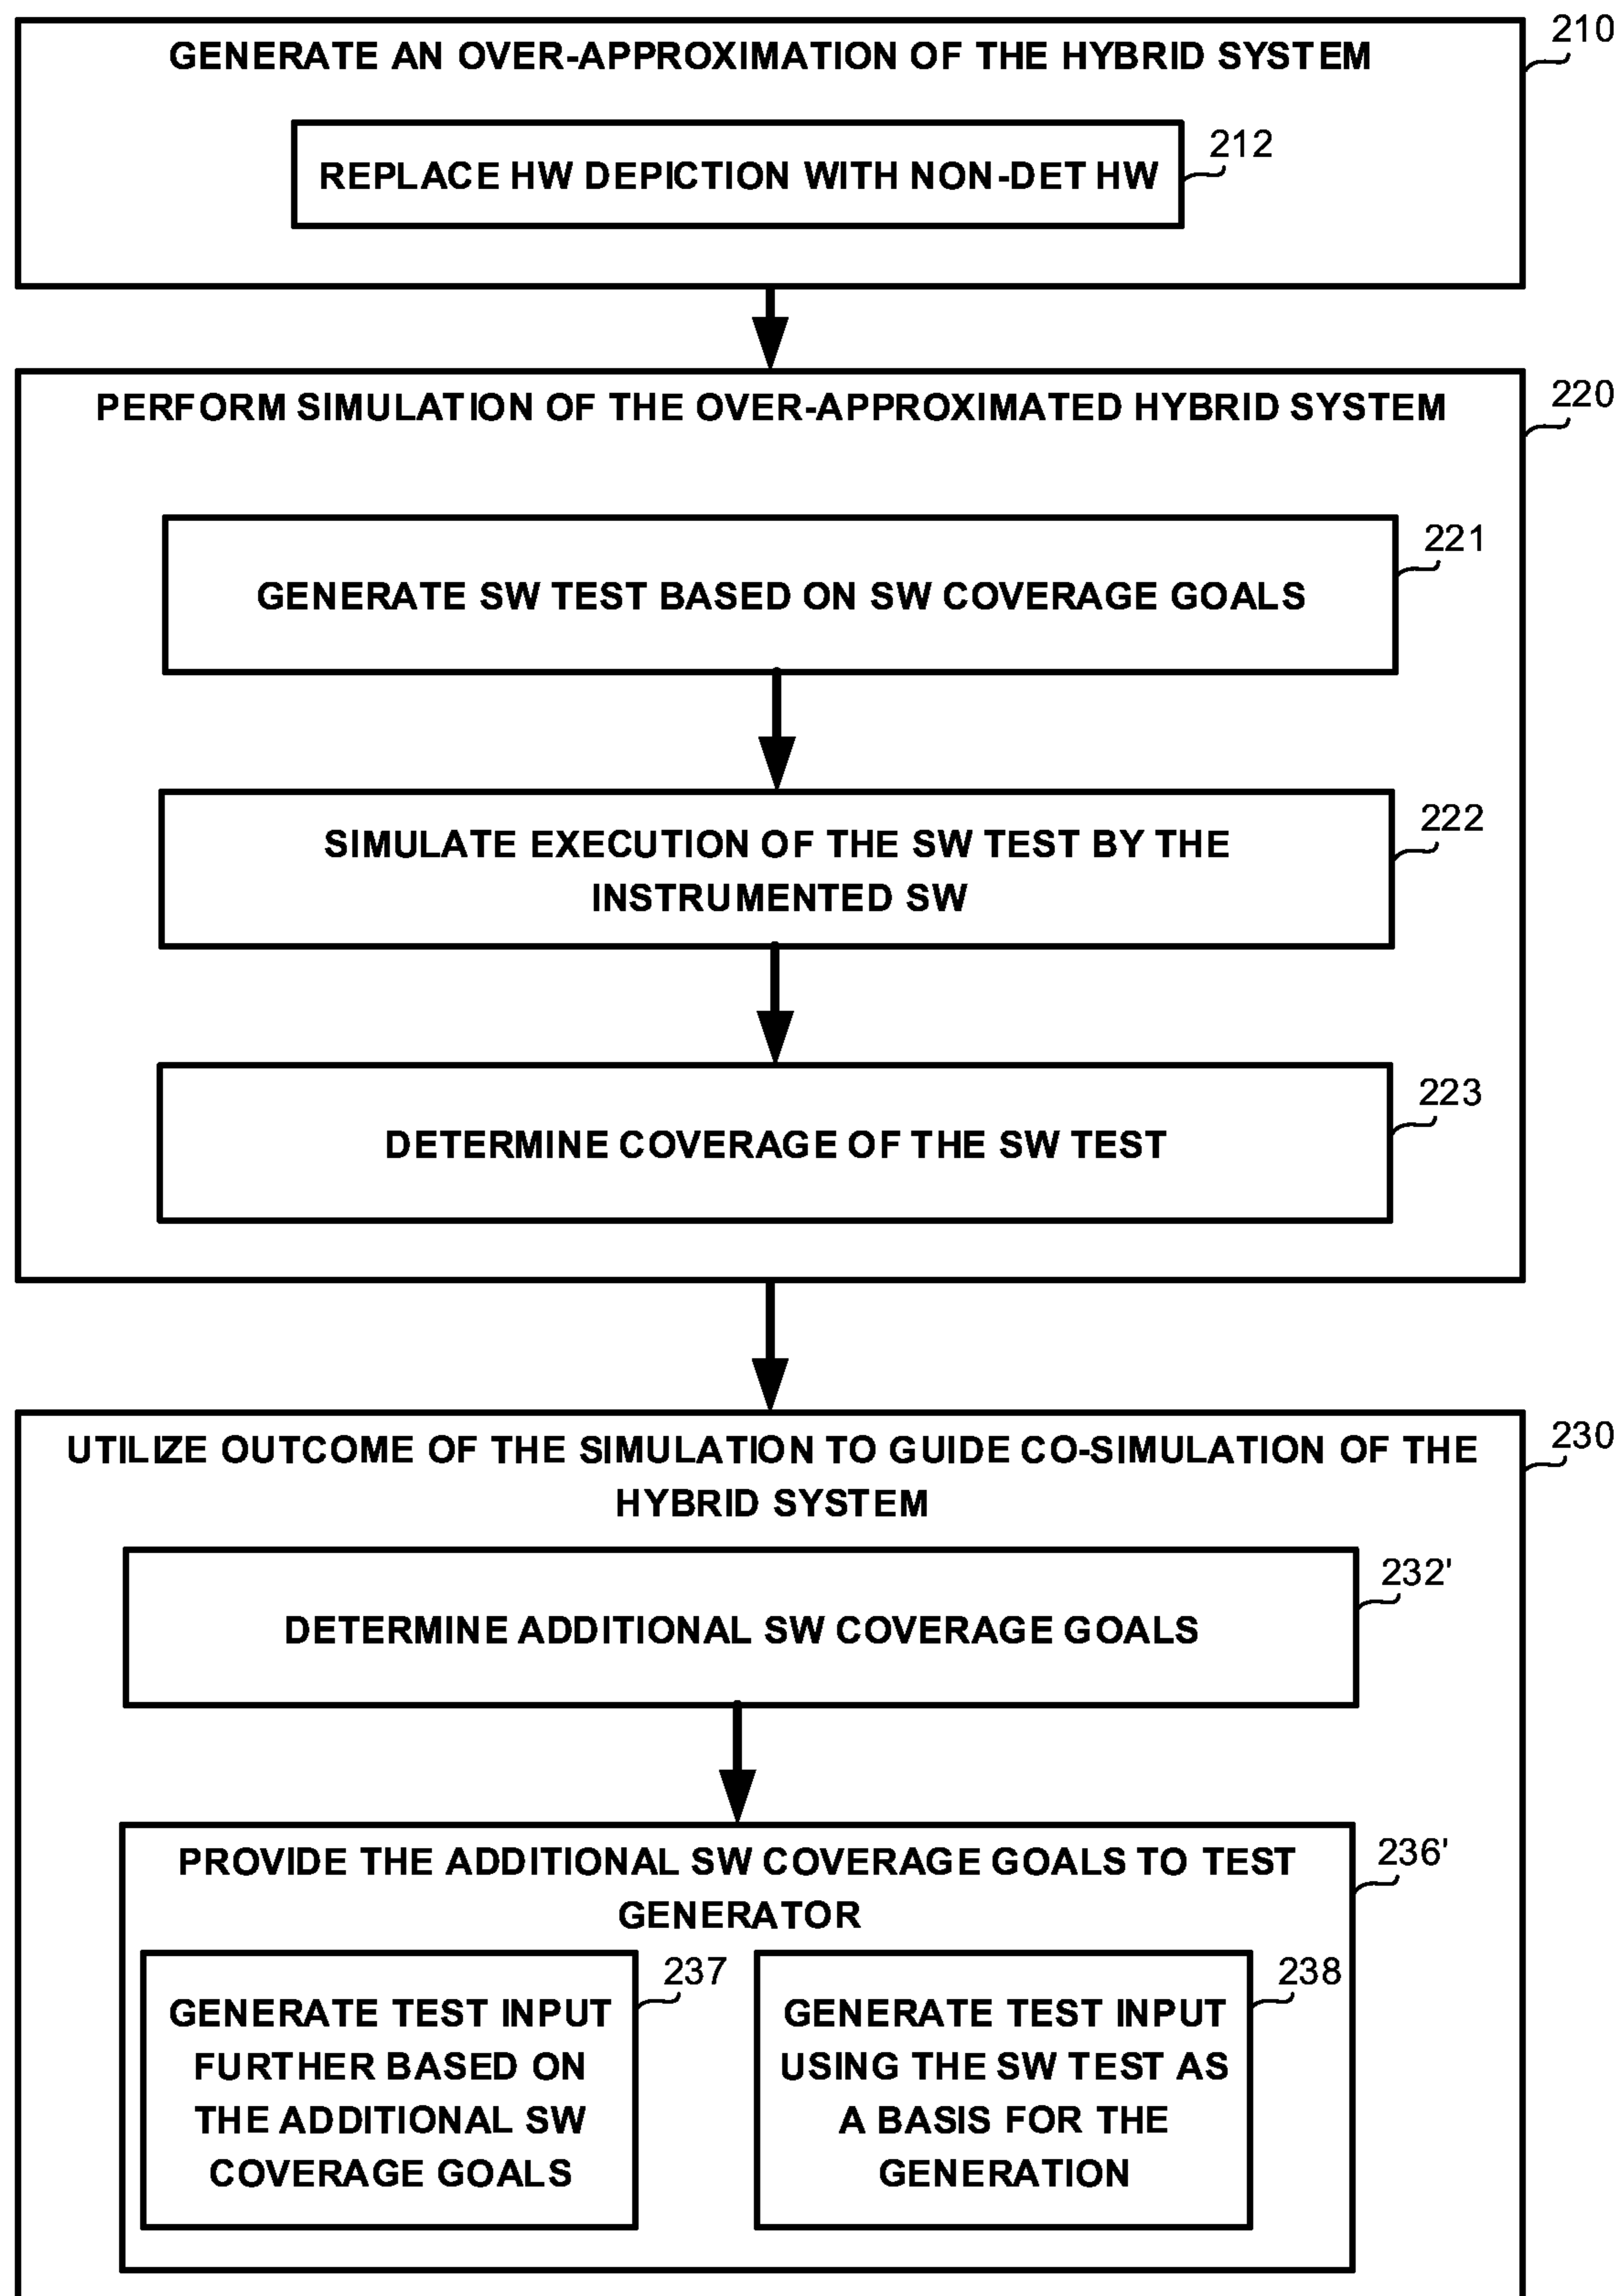 210
GENERATE AN OVER-APPROXIMATION OF THE HYBRID SYSTEM
212
REPLACE HW DEPICTION WITH NON-DET HW
220
PERFORM SIMULATION OF THE OVER-APPROXIMATED HYBRID SYSTEM
221
GENERATE SW TEST BASED ON SW COVERAGE GOALS
222
SIMULATE EXECUTION OF THE SW TEST BY THE
INSTRUMENTED SW
223
DETERMINE COVERAGE OF THE SW TEST
230
UTILIZE OUTCOME OF THE SIMULATION TO GUIDE CO-SIMULATION OF THE
HYBRID SYSTEM
232'
DETERMINE ADDITIONAL SW COVERAGE GOALS
236'
PROVIDE THE ADDITIONAL SW COVERAGE GOALS TO TEST
GENERATOR
237
GENERATE TEST INPUT
FURTHER BASED ON
THE ADDITIONAL SW
COVERAGE GOALS
238
GENERATE TEST INPUT
USING THE SW TEST AS
A BASIS FOR THE
GENERATION